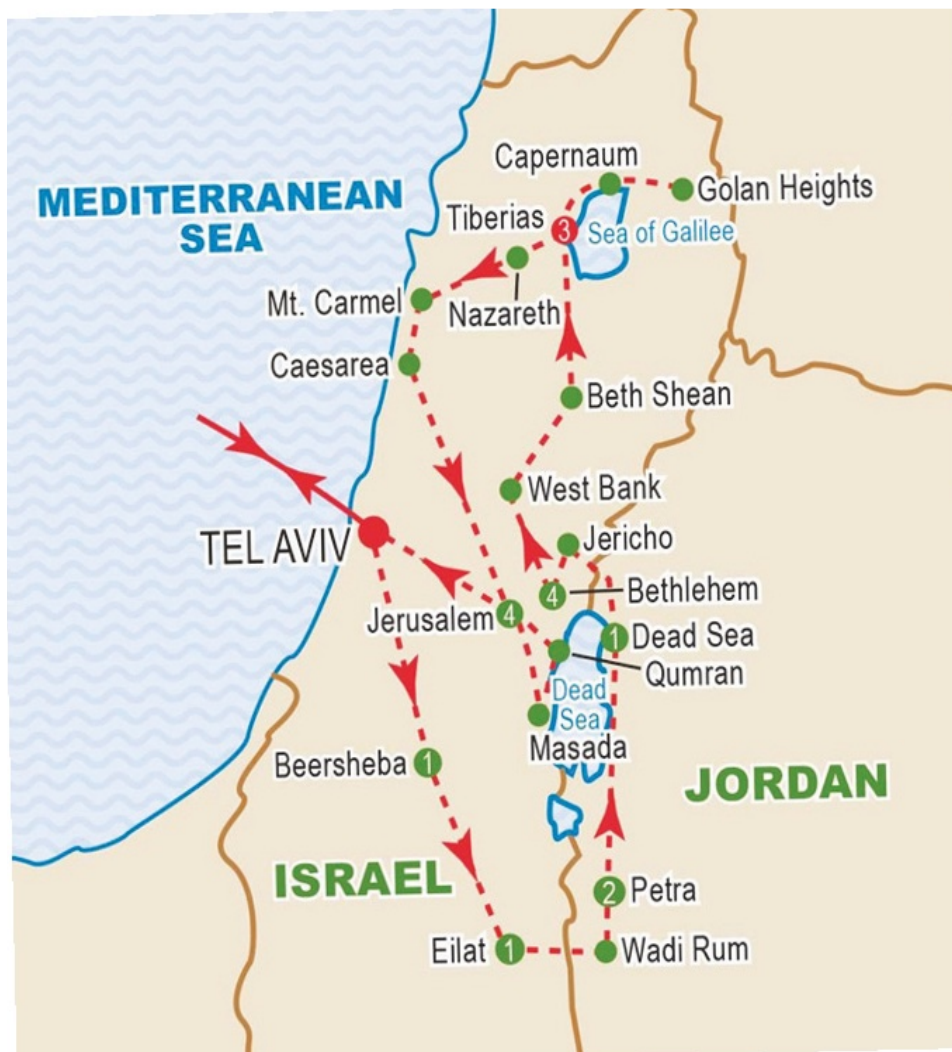 Capernaum
Golan Heights
MEDITERRANEAN
SEA
Tiberias
3
Sea of Galilee
Mt. Carmel
Nazareth
Caesarea
Beth Shean
West Bank
TEL AVIV
Jericho
4
Bethlehem
Jerusalem
4
1
Dead Sea
Qumran
Dead
Sea
Masada
Beersheba
1
JORDAN
ISRAEL
2
Petra
Eilat
1
Wadi Rum